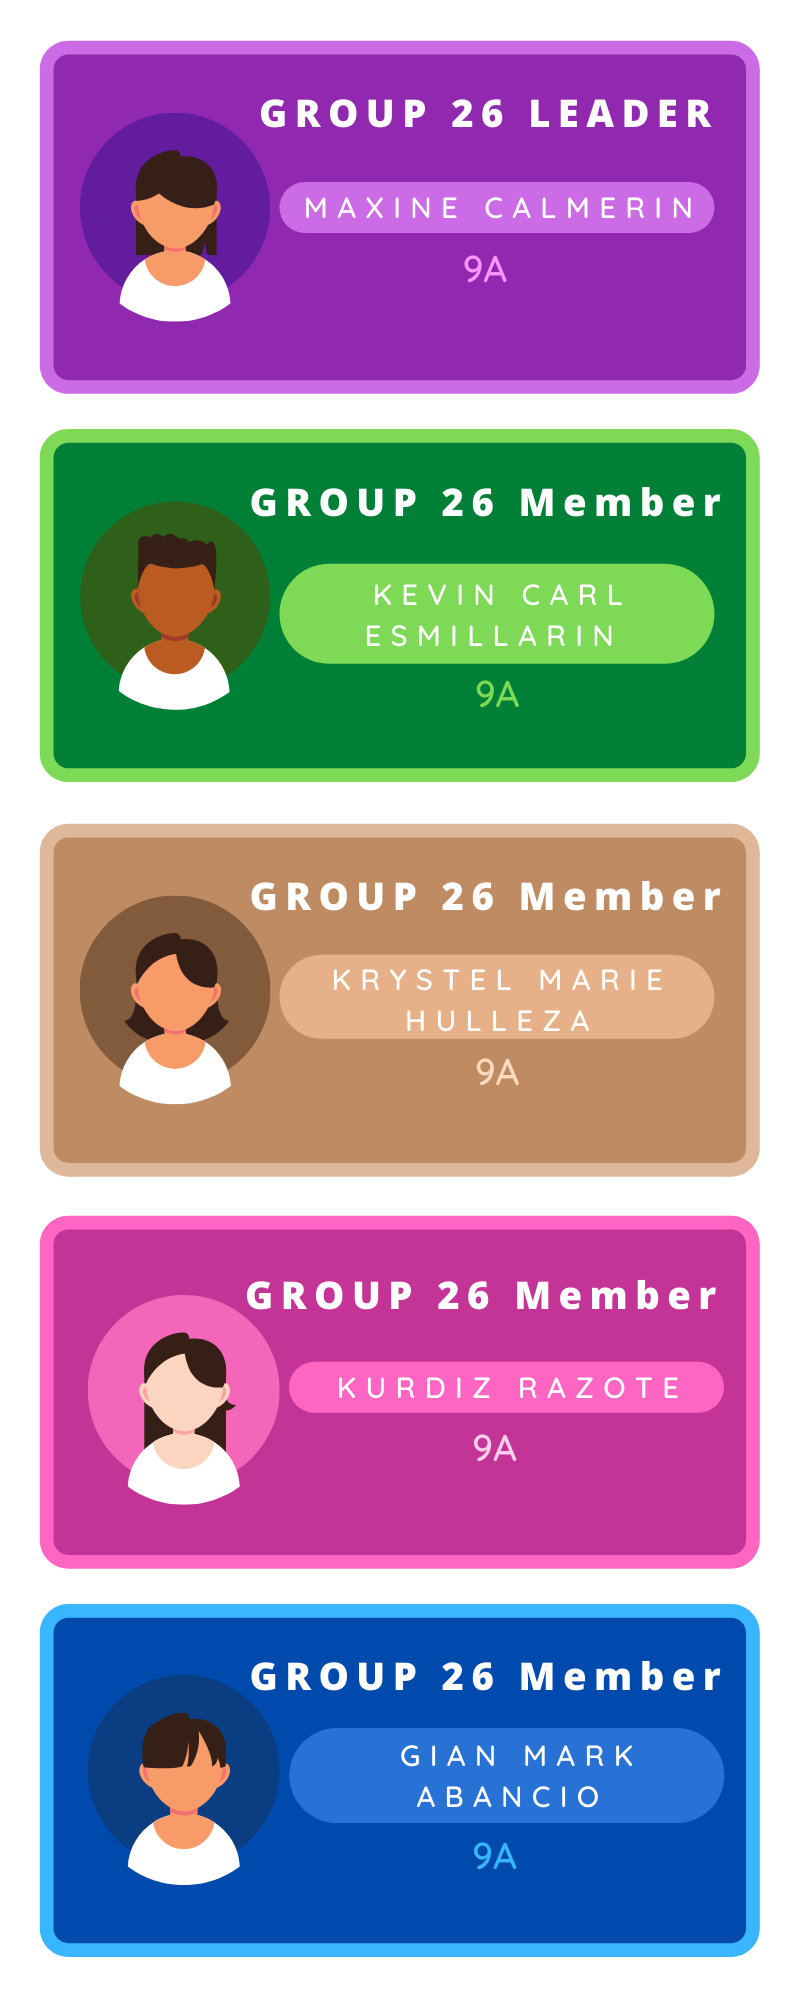 GROUP 26 LEADER
MAXINE CALMERIN
9A
GROUP 26 Member
KEVIN CARL
ESMILLARIN
9A
GROUP 26 Member
KRYSTEL MARIE
HULLEZA
9A
GROUP 26 Member
KURDIZ RAZOTE
9A
GROUP 26 Member
GIAN MARK
ABANCIO
9A